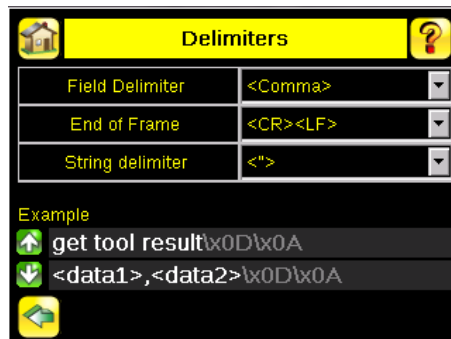 Delimiters
?
Field Delimiter <Comma>
End of Frame <CR><LF>
String delimiter <">
Example
get tool result\x0D\x0A
<data1>,<data2>\x0D\x0A